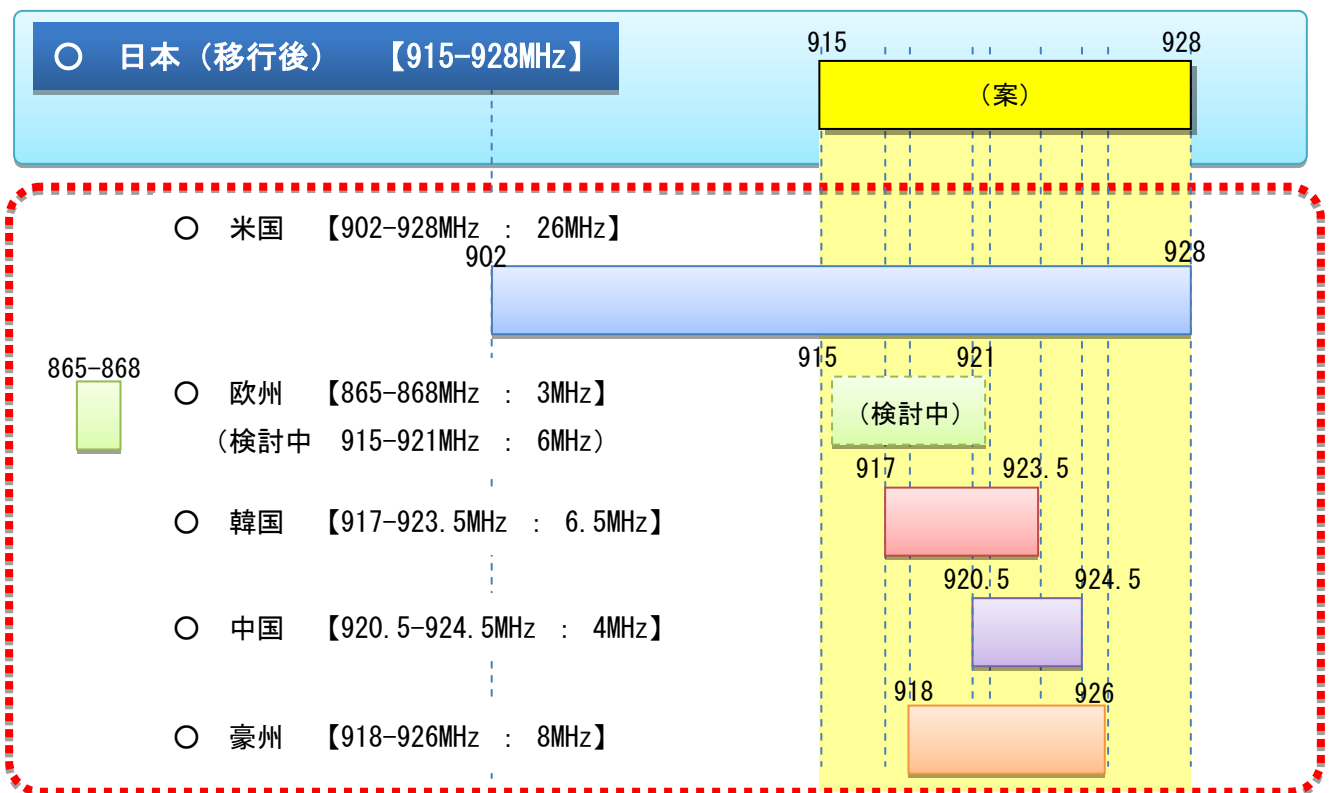 ○ 日本（移行後） 【915-928MHz】
915
928
（案）
○ 米国 【902-928MHz : 26MHz】
902
928
865-868
915
921
○ 欧州 【865-868MHz : 3MHz】
（検討中）
（検討中 915-921MHz : 6MHz）
917
923.5
○ 韓国 【917-923.5MHz : 6.5MHz】
920.5
924.5
○ 中国 【920.5-924.5MHz : 4MHz】
918
926
○ 豪州 【918-926MHz : 8MHz】